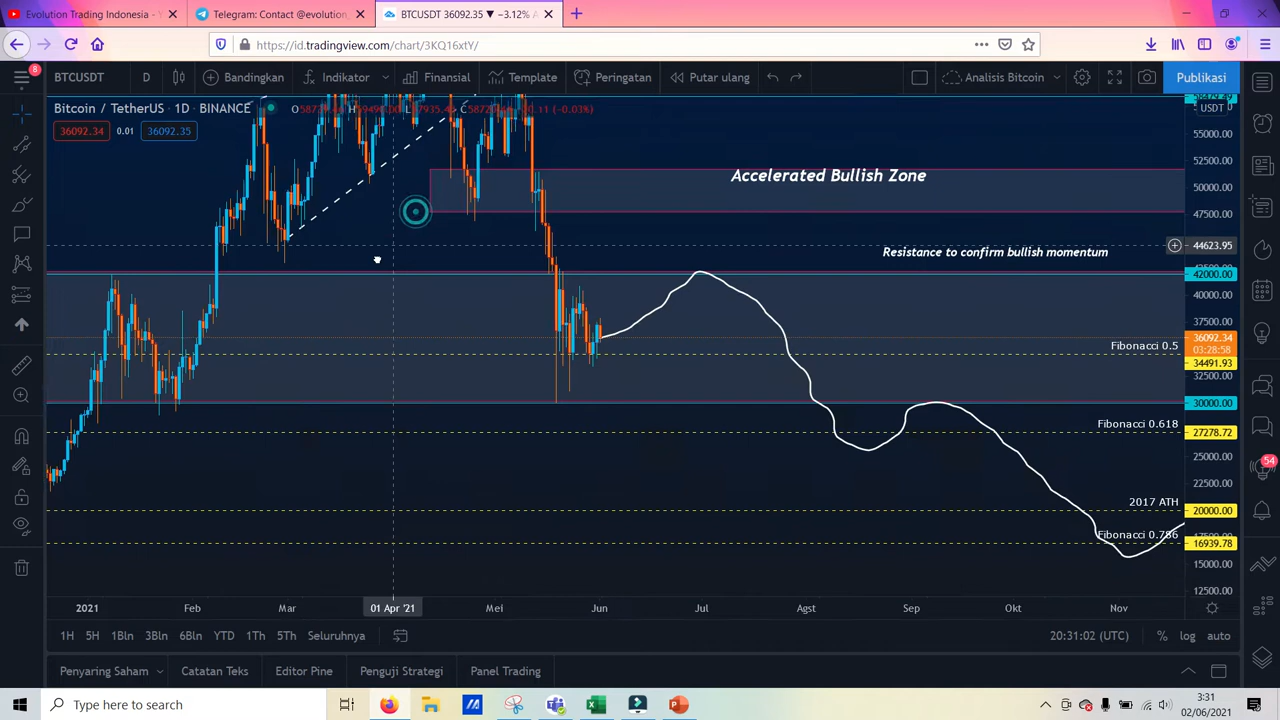 Evolution Trading Indonesia - Y
Telegram: Contact @evolution_
BTCUSDT 36092.35 ▼ −3.12% A
https://id.tradingview.com/chart/3KQ16xtY/
8
BTCUSDT
D
Bandingkan
Indikator
Finansial
Template
Peringatan
Putar ulang
Analisis Bitcoin
Publikasi
Bitcoin / TetherUS · 1D · BINANCE
36092.34
0.01
36092.35
USDT
55000.00
52500.00
Accelerated Bullish Zone
50000.00
47500.00
44623.95
Resistance to confirm bullish momentum
42000.00
40000.00
37500.00
36092.34
03:28:58
Fibonacci 0.5
34491.93
32500.00
30000.00
Fibonacci 0.618
27278.72
25000.00
54
22500.00
2017 ATH
20000.00
Fibonacci 0.786
16939.78
15000.00
12500.00
2021
Feb
Mar
01 Apr '21
Mei
Jun
Jul
Agst
Sep
Okt
Nov
1H
5H
1Bln
3Bln
6Bln
YTD
1Th
5Th
Seluruhnya
20:31:02 (UTC)
%
log
auto
Penyaring Saham
Catatan Teks
Editor Pine
Penguji Strategi
Panel Trading
Type here to search
3:31
02/06/2021